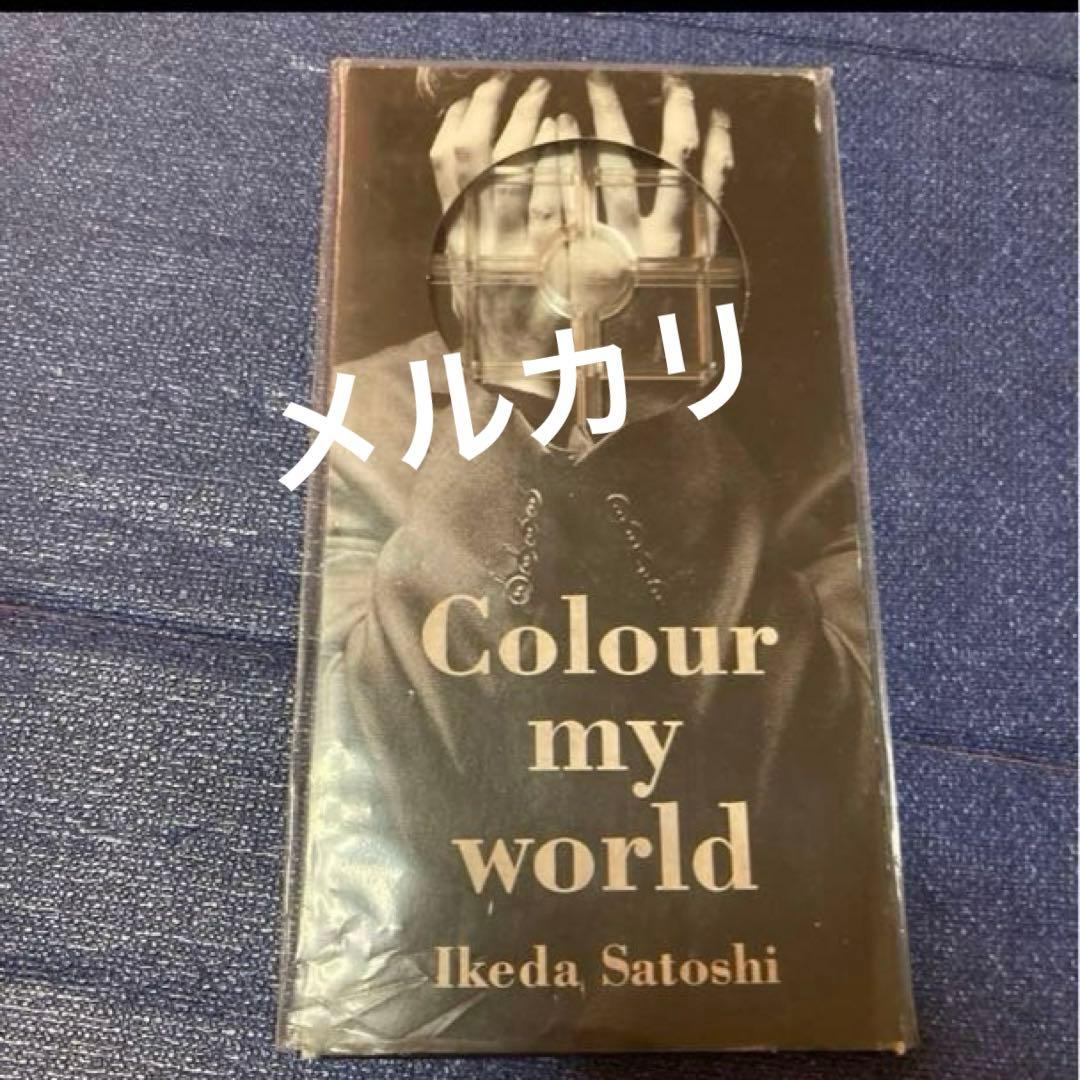 メルカリ
Colour
my
world
Ikeda Satoshi